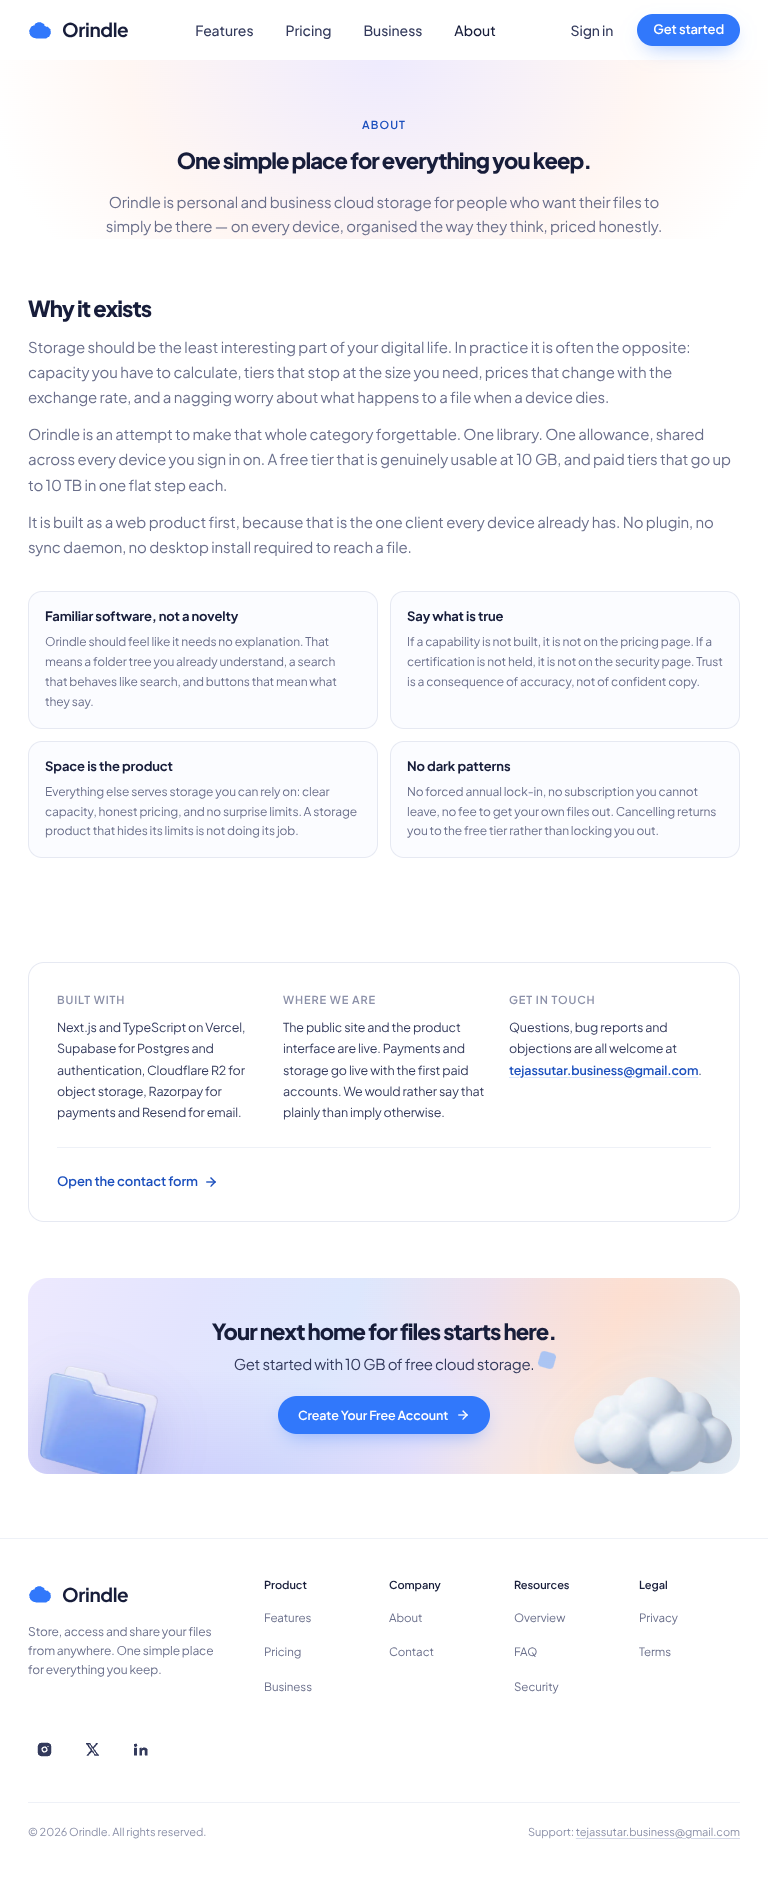 Orindle
Features
Pricing
Business
About
Sign in
Get started
ABOUT
One simple place for everything you keep.
Orindle is personal and business cloud storage for people who want their files to
simply be there — on every device, organised the way they think, priced honestly.
Why it exists
Storage should be the least interesting part of your digital life. In practice it is often the opposite:
capacity you have to calculate, tiers that stop at the size you need, prices that change with the
exchange rate, and a nagging worry about what happens to a file when a device dies.
Orindle is an attempt to make that whole category forgettable. One library. One allowance, shared
across every device you sign in on. A free tier that is genuinely usable at 10 GB, and paid tiers that go up
to 10 TB in one flat step each.
It is built as a web product first, because that is the one client every device already has. No plugin, no
sync daemon, no desktop install required to reach a file.
Familiar software, not a novelty
Orindle should feel like it needs no explanation. That
means a folder tree you already understand, a search
that behaves like search, and buttons that mean what
they say.
Say what is true
If a capability is not built, it is not on the pricing page. If a
certification is not held, it is not on the security page. Trust
is a consequence of accuracy, not of confident copy.
Space is the product
Everything else serves storage you can rely on: clear
capacity, honest pricing, and no surprise limits. A storage
product that hides its limits is not doing its job.
No dark patterns
No forced annual lock-in, no subscription you cannot
leave, no fee to get your own files out. Cancelling returns
you to the free tier rather than locking you out.
BUILT WITH
Next.js and TypeScript on Vercel,
Supabase for Postgres and
authentication, Cloudflare R2 for
object storage, Razorpay for
payments and Resend for email.
WHERE WE ARE
The public site and the product
interface are live. Payments and
storage go live with the first paid
accounts. We would rather say that
plainly than imply otherwise.
GET IN TOUCH
Questions, bug reports and
objections are all welcome at
tejassutar.business@gmail.com.
Open the contact form →
Your next home for files starts here.
Get started with 10 GB of free cloud storage.
Create Your Free Account →
Orindle
Store, access and share your files
from anywhere. One simple place
for everything you keep.
Product
Features
Pricing
Business
Company
About
Contact
Resources
Overview
FAQ
Security
Legal
Privacy
Terms
© 2026 Orindle. All rights reserved.
Support: tejassutar.business@gmail.com